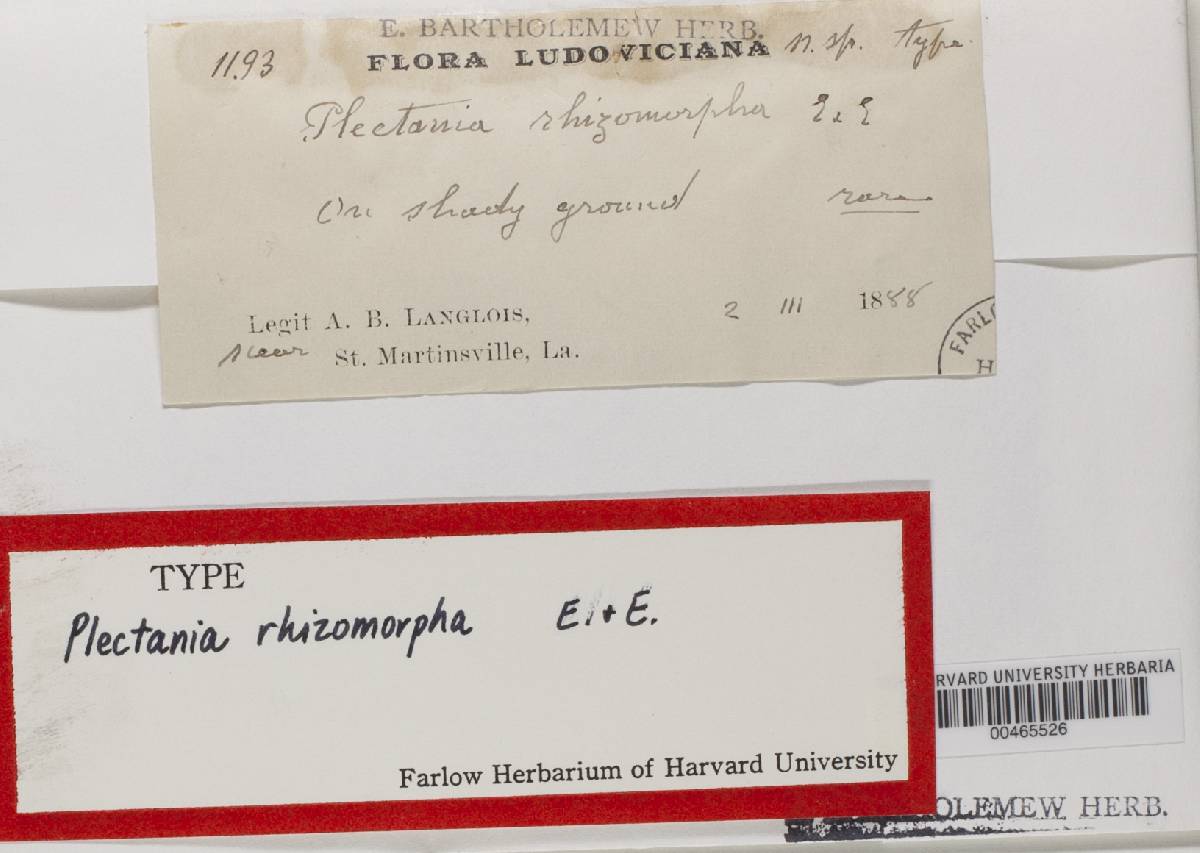 E. BARTHOLEMEW HERB.
1193 FLORA LUDOVICIANA n. sp. type.
Plectania rhizomorpha E. & E
On shady ground rare
Legit A. B. LANGLOIS, 2 III 1888
near St. Martinsville, La.
FARLO
H
TYPE
Plectania rhizomorpha E. + E.
Farlow Herbarium of Harvard University
RVARD UNIVERSITY HERBARIA
00465526
OLEMEW HERB.